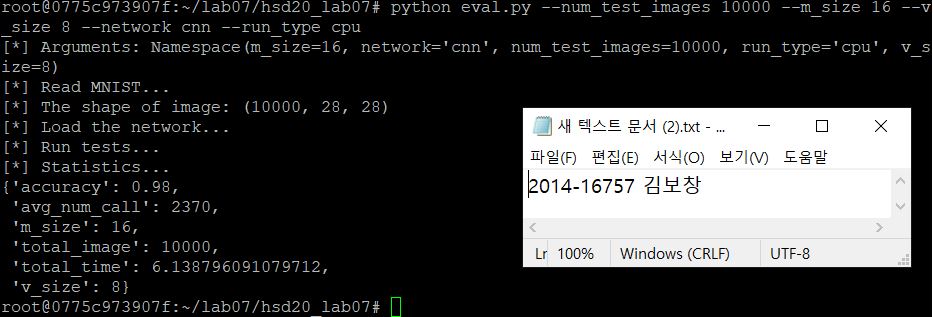 root@0775c973907f:~/lab07/hsd20_lab07# python eval.py --num_test_images 10000 --m_size 16 --v
_size 8 --network cnn --run_type cpu
[*] Arguments: Namespace(m_size=16, network='cnn', num_test_images=10000, run_type='cpu', v_s
ize=8)
[*] Read MNIST...
[*] The shape of image: (10000, 28, 28)
[*] Load the network...
[*] Run tests...
[*] Statistics...
{'accuracy': 0.98,
 'avg_num_call': 2370,
 'm_size': 16,
 'total_image': 10000,
 'total_time': 6.138796091079712,
 'v_size': 8}
root@0775c973907f:~/lab07/hsd20_lab07#
새 텍스트 문서 (2).txt - ...
파일(F) 편집(E) 서식(O) 보기(V) 도움말
2014-16757 김보창
Lr 100% Windows (CRLF) UTF-8